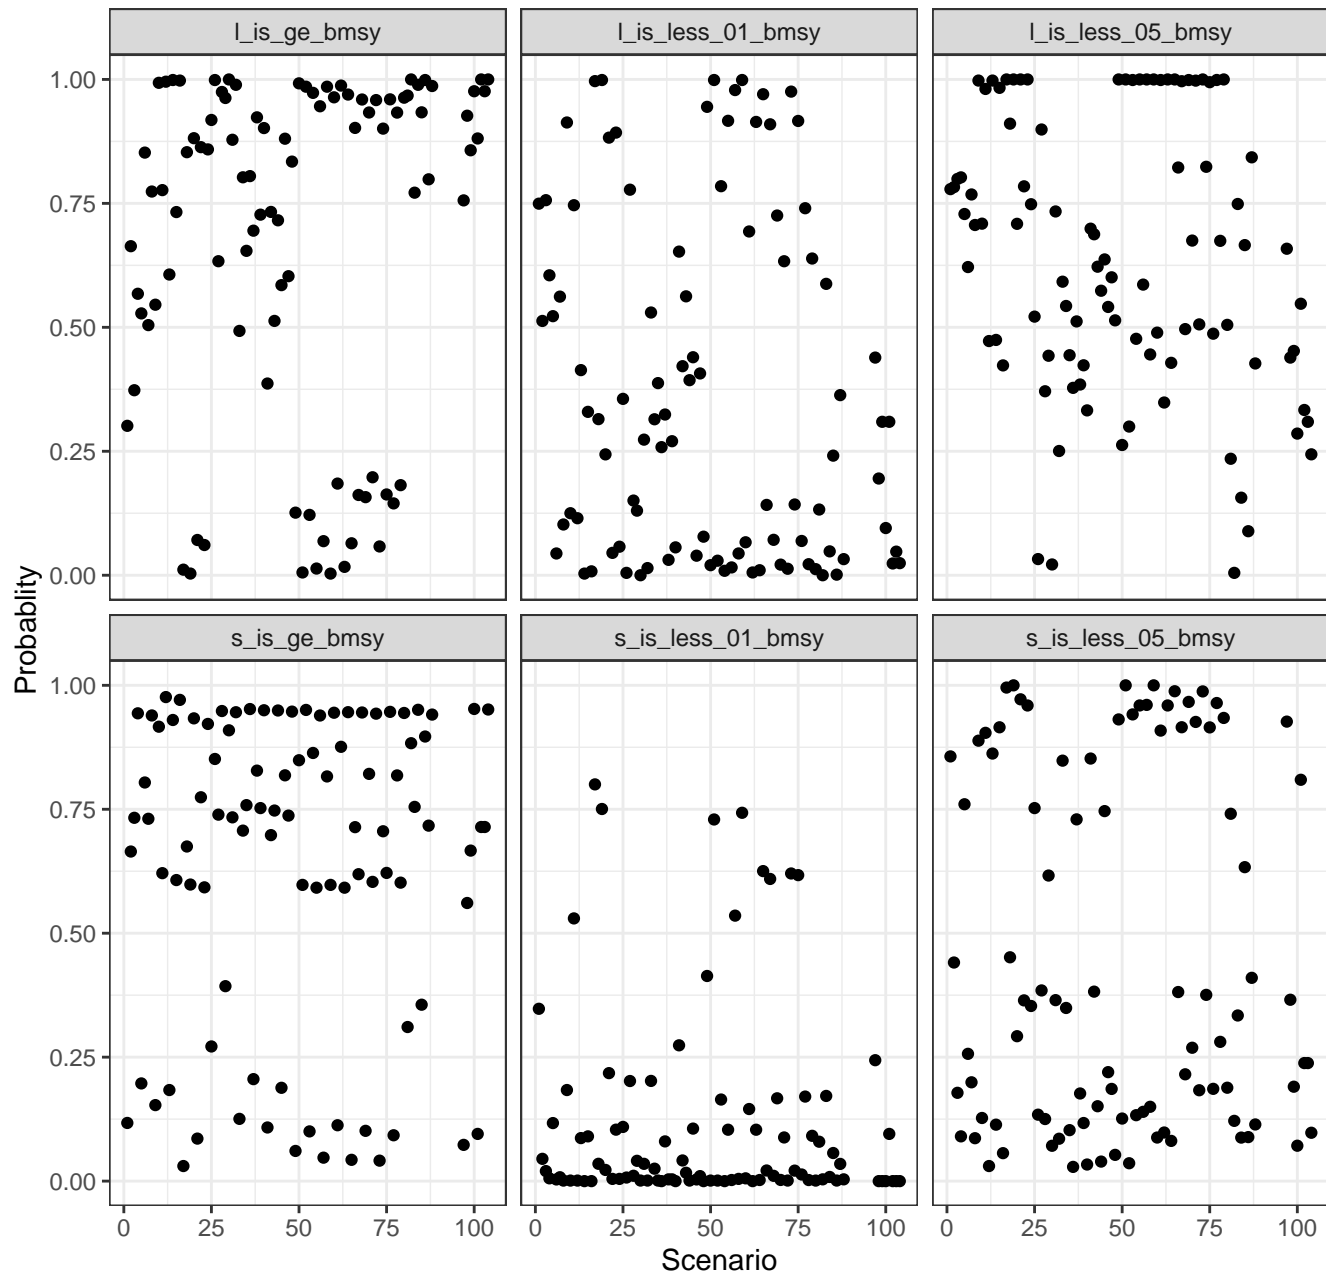 l_is_ge_bmsy l_is_less_01_bmsy l_is_less_05_bmsy
1.00
0.75
0.50
0.25
0.00
Probablity
s_is_ge_bmsy s_is_less_01_bmsy s_is_less_05_bmsy
1.00
0.75
0.50
0.25
0.00
0 25 50 75 100 0 25 50 75 100 0 25 50 75 100
Scenario